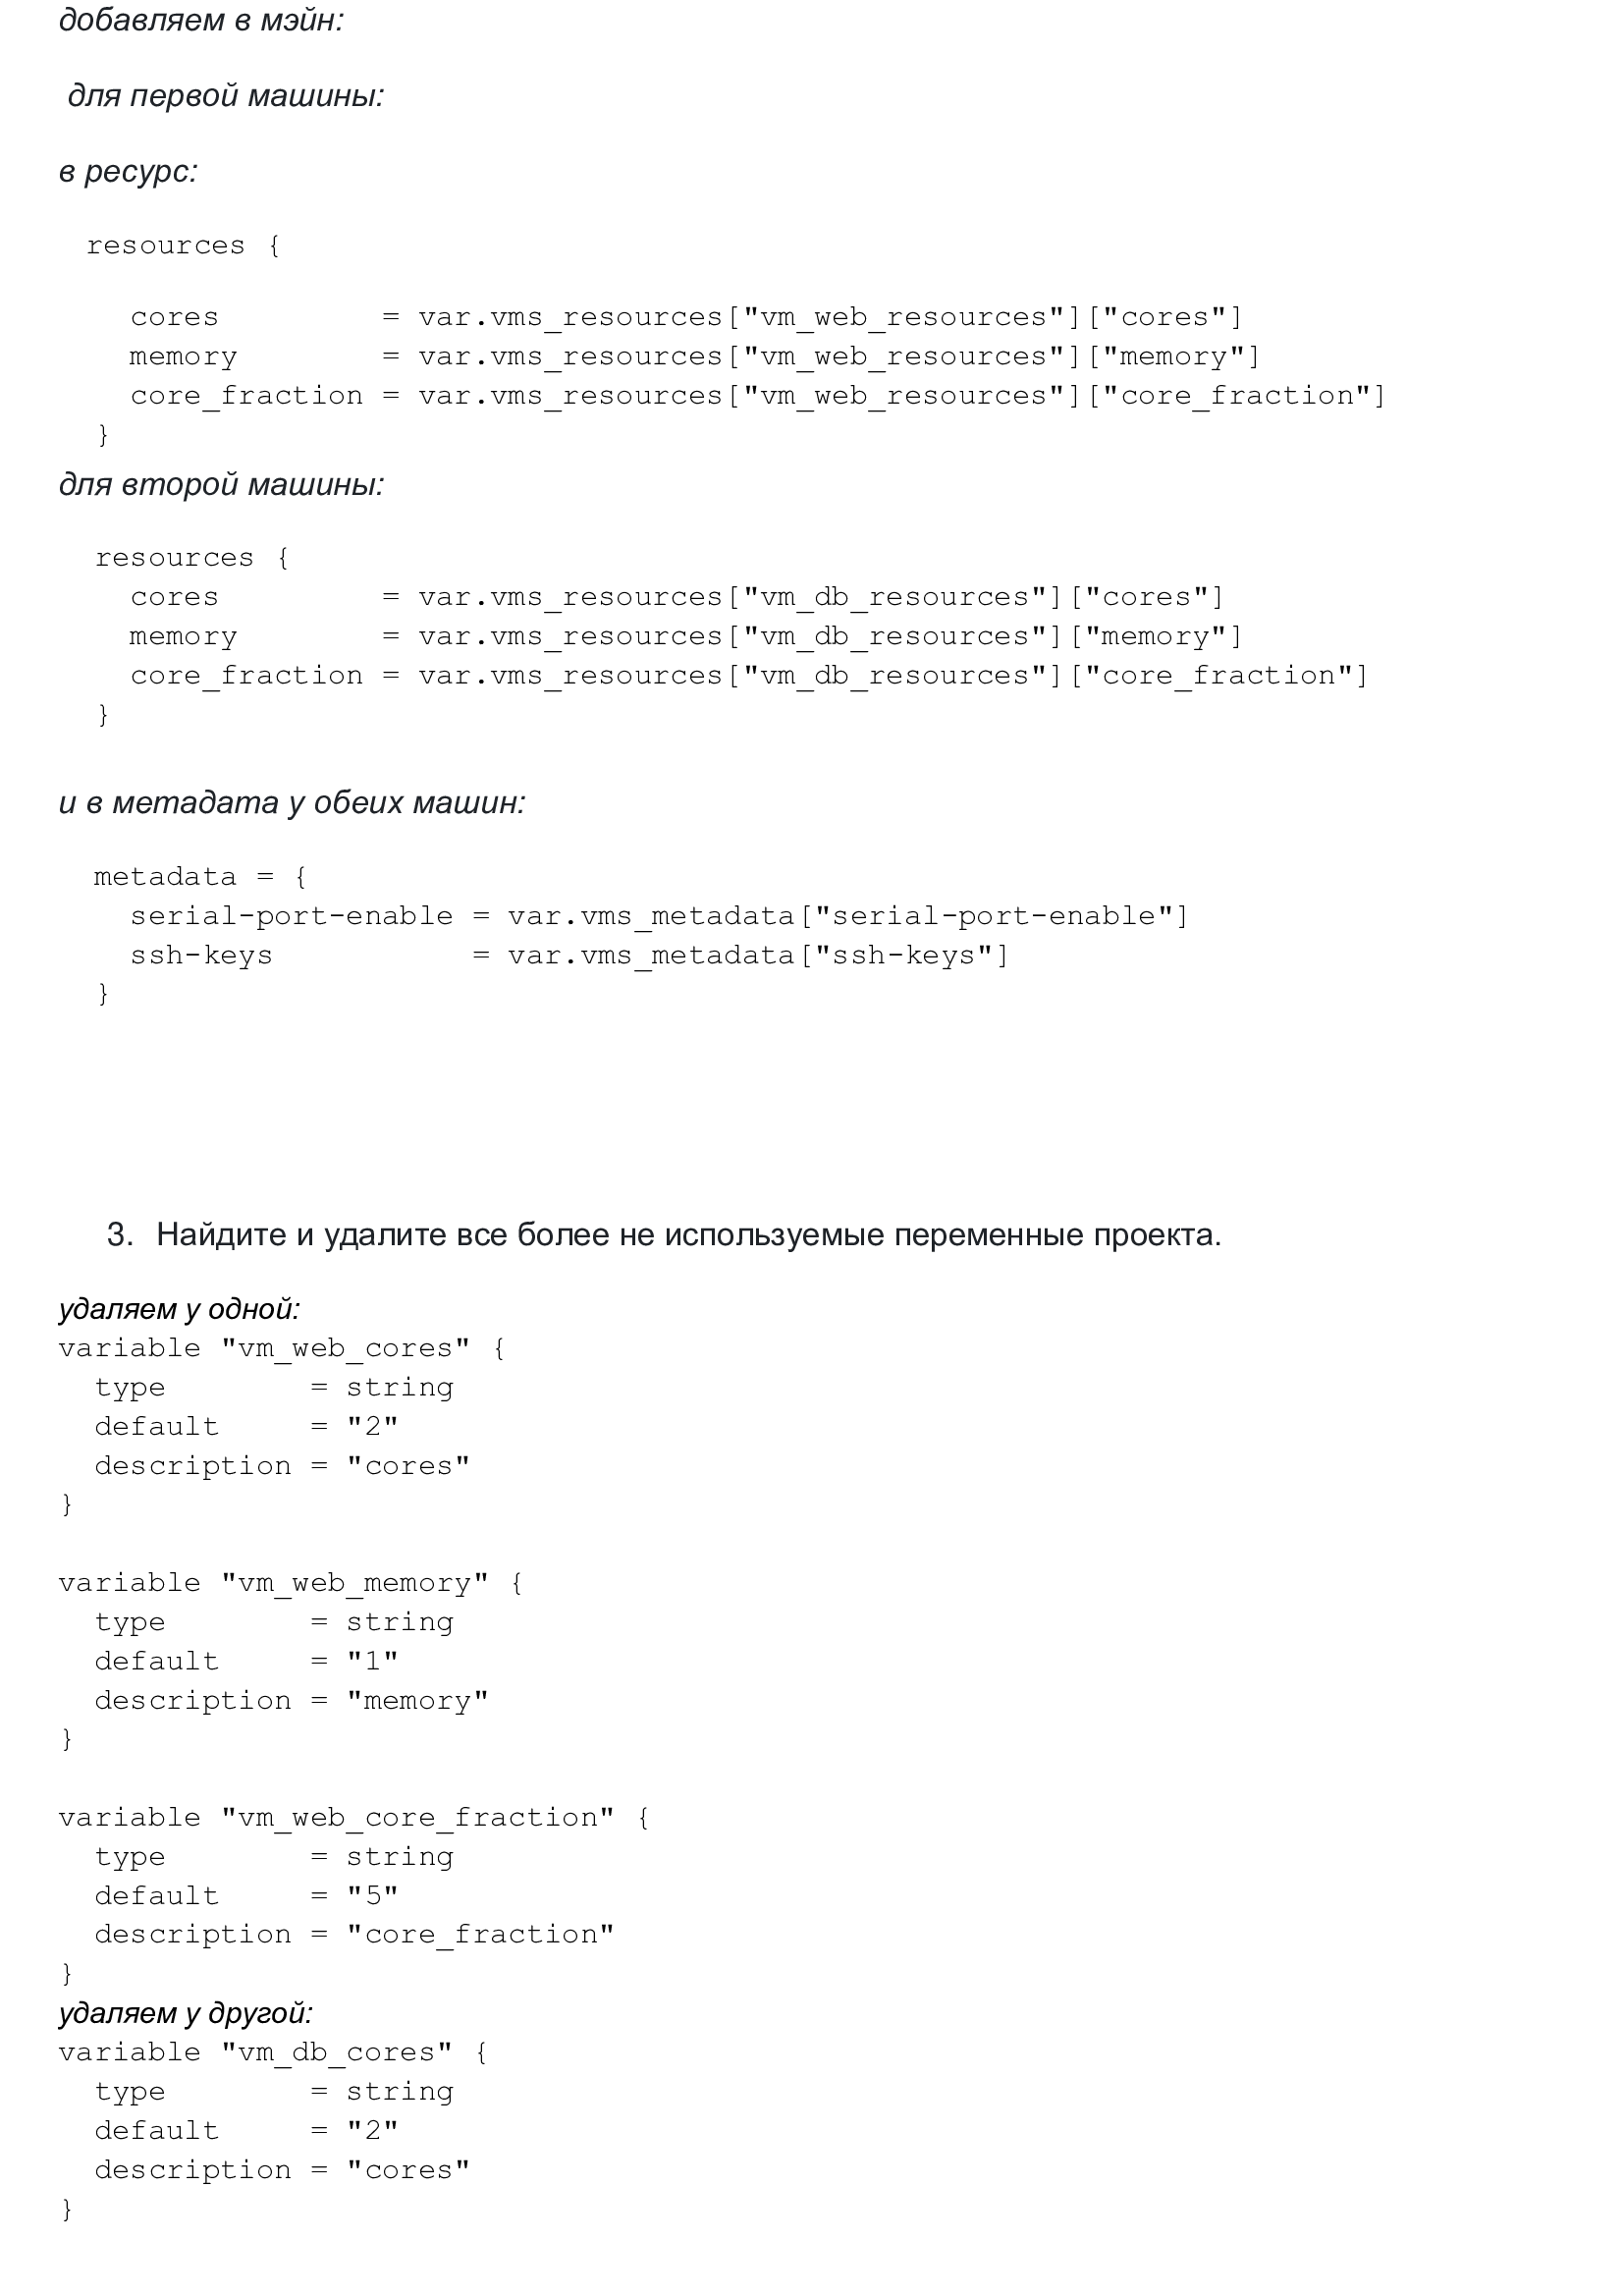 добавляем в мэйн:
для первой машины:
в ресурс:
resources {
cores         = var.vms_resources["vm_web_resources"]["cores"]
memory        = var.vms_resources["vm_web_resources"]["memory"]
core_fraction = var.vms_resources["vm_web_resources"]["core_fraction"]
}
для второй машины:
resources {
cores         = var.vms_resources["vm_db_resources"]["cores"]
memory        = var.vms_resources["vm_db_resources"]["memory"]
core_fraction = var.vms_resources["vm_db_resources"]["core_fraction"]
}
и в метадата у обеих машин:
metadata = {
serial-port-enable = var.vms_metadata["serial-port-enable"]
ssh-keys           = var.vms_metadata["ssh-keys"]
}
3. Найдите и удалите все более не используемые переменные проекта.
удаляем у одной:
variable "vm_web_cores" {
type        = string
default     = "2"
description = "cores"
}
variable "vm_web_memory" {
type        = string
default     = "1"
description = "memory"
}
variable "vm_web_core_fraction" {
type        = string
default     = "5"
description = "core_fraction"
}
удаляем у другой:
variable "vm_db_cores" {
type        = string
default     = "2"
description = "cores"
}